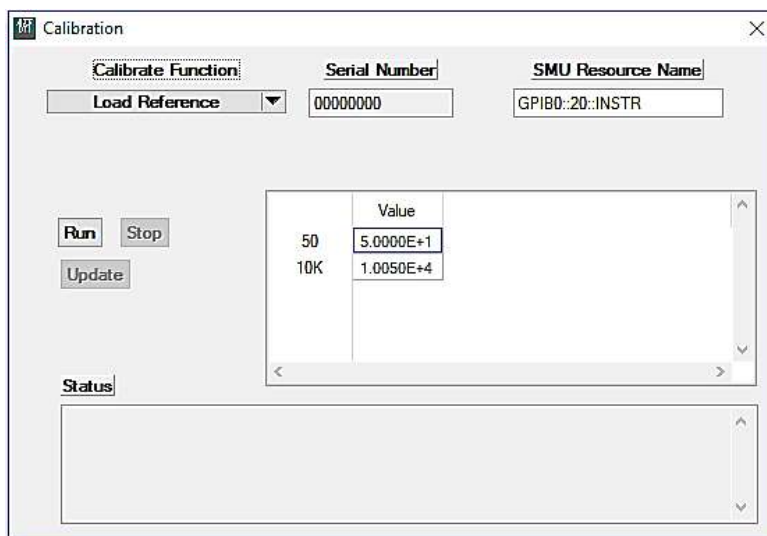 Calibration
Calibrate Function Serial Number SMU Resource Name
Load Reference 00000000 GPIB0::20::INSTR
Value
Run Stop 50 5.0000E+1
Update 10K 1.0050E+4
Status